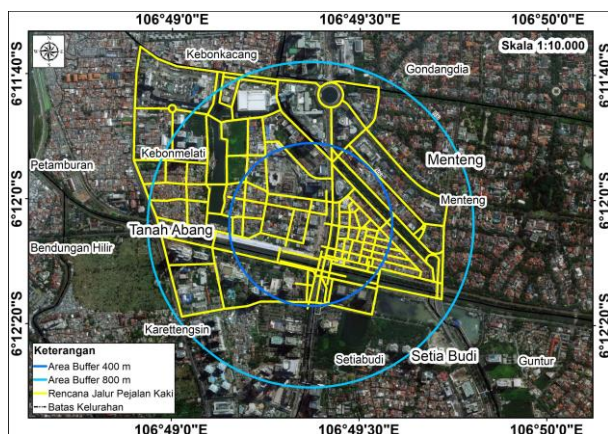 106°49'0"E 106°49'30"E 106°50'0"E
Skala 1:10.000
Kebonkacang
Gondangdia
6°11'40"S
6°11'40"S
Kebonmelati
Petamburan
Menteng
Menteng
6°12'0"S
6°12'0"S
Tanah Abang
Bendungan Hilir
6°12'20"S
6°12'20"S
Karettengsin
Setiabudi
Setia Budi
Guntur
Keterangan
Area Buffer 400 m
Area Buffer 800 m
Rencana Jalur Pejalan Kaki
Batas Kelurahan
106°49'0"E 106°49'30"E 106°50'0"E